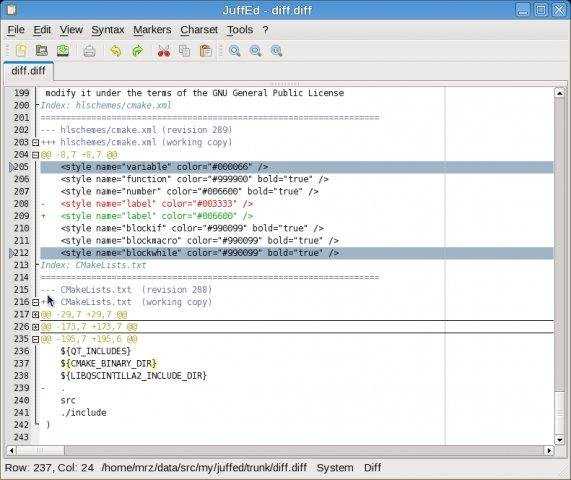 JuffEd - diff.diff
File Edit View Syntax Markers Charset Tools ?
diff.diff
199 modify it under the terms of the GNU General Public License
200 Index: hlschemes/cmake.xml
201 ===================================================================
202 --- hlschemes/cmake.xml (revision 289)
203 +++ hlschemes/cmake.xml (working copy)
204 @@ -8,7 +8,7 @@
205 <style name="variable" color="#000066" />
206 <style name="function" color="#999900" bold="true" />
207 <style name="number" color="#006600" bold="true" />
208 - <style name="label" color="#003333" />
209 + <style name="label" color="#006600" />
210 <style name="blockif" color="#990099" bold="true" />
211 <style name="blockmacro" color="#990099" bold="true" />
212 <style name="blockwhile" color="#990099" bold="true" />
213 Index: CMakeLists.txt
214 ===================================================================
215 --- CMakeLists.txt (revision 288)
216 +++ CMakeLists.txt (working copy)
217 @@ -29,7 +29,7 @@
226 @@ -173,7 +173,7 @@
235 @@ -195,7 +195,6 @@
236 ${QT_INCLUDES}
237 ${CMAKE_BINARY_DIR}
238 ${LIBQSCINTILLA2_INCLUDE_DIR}
239 - .
240 src
241 ./include
242 )
243
Row: 237, Col: 24 /home/mrz/data/src/my/juffed/trunk/diff.diff System Diff